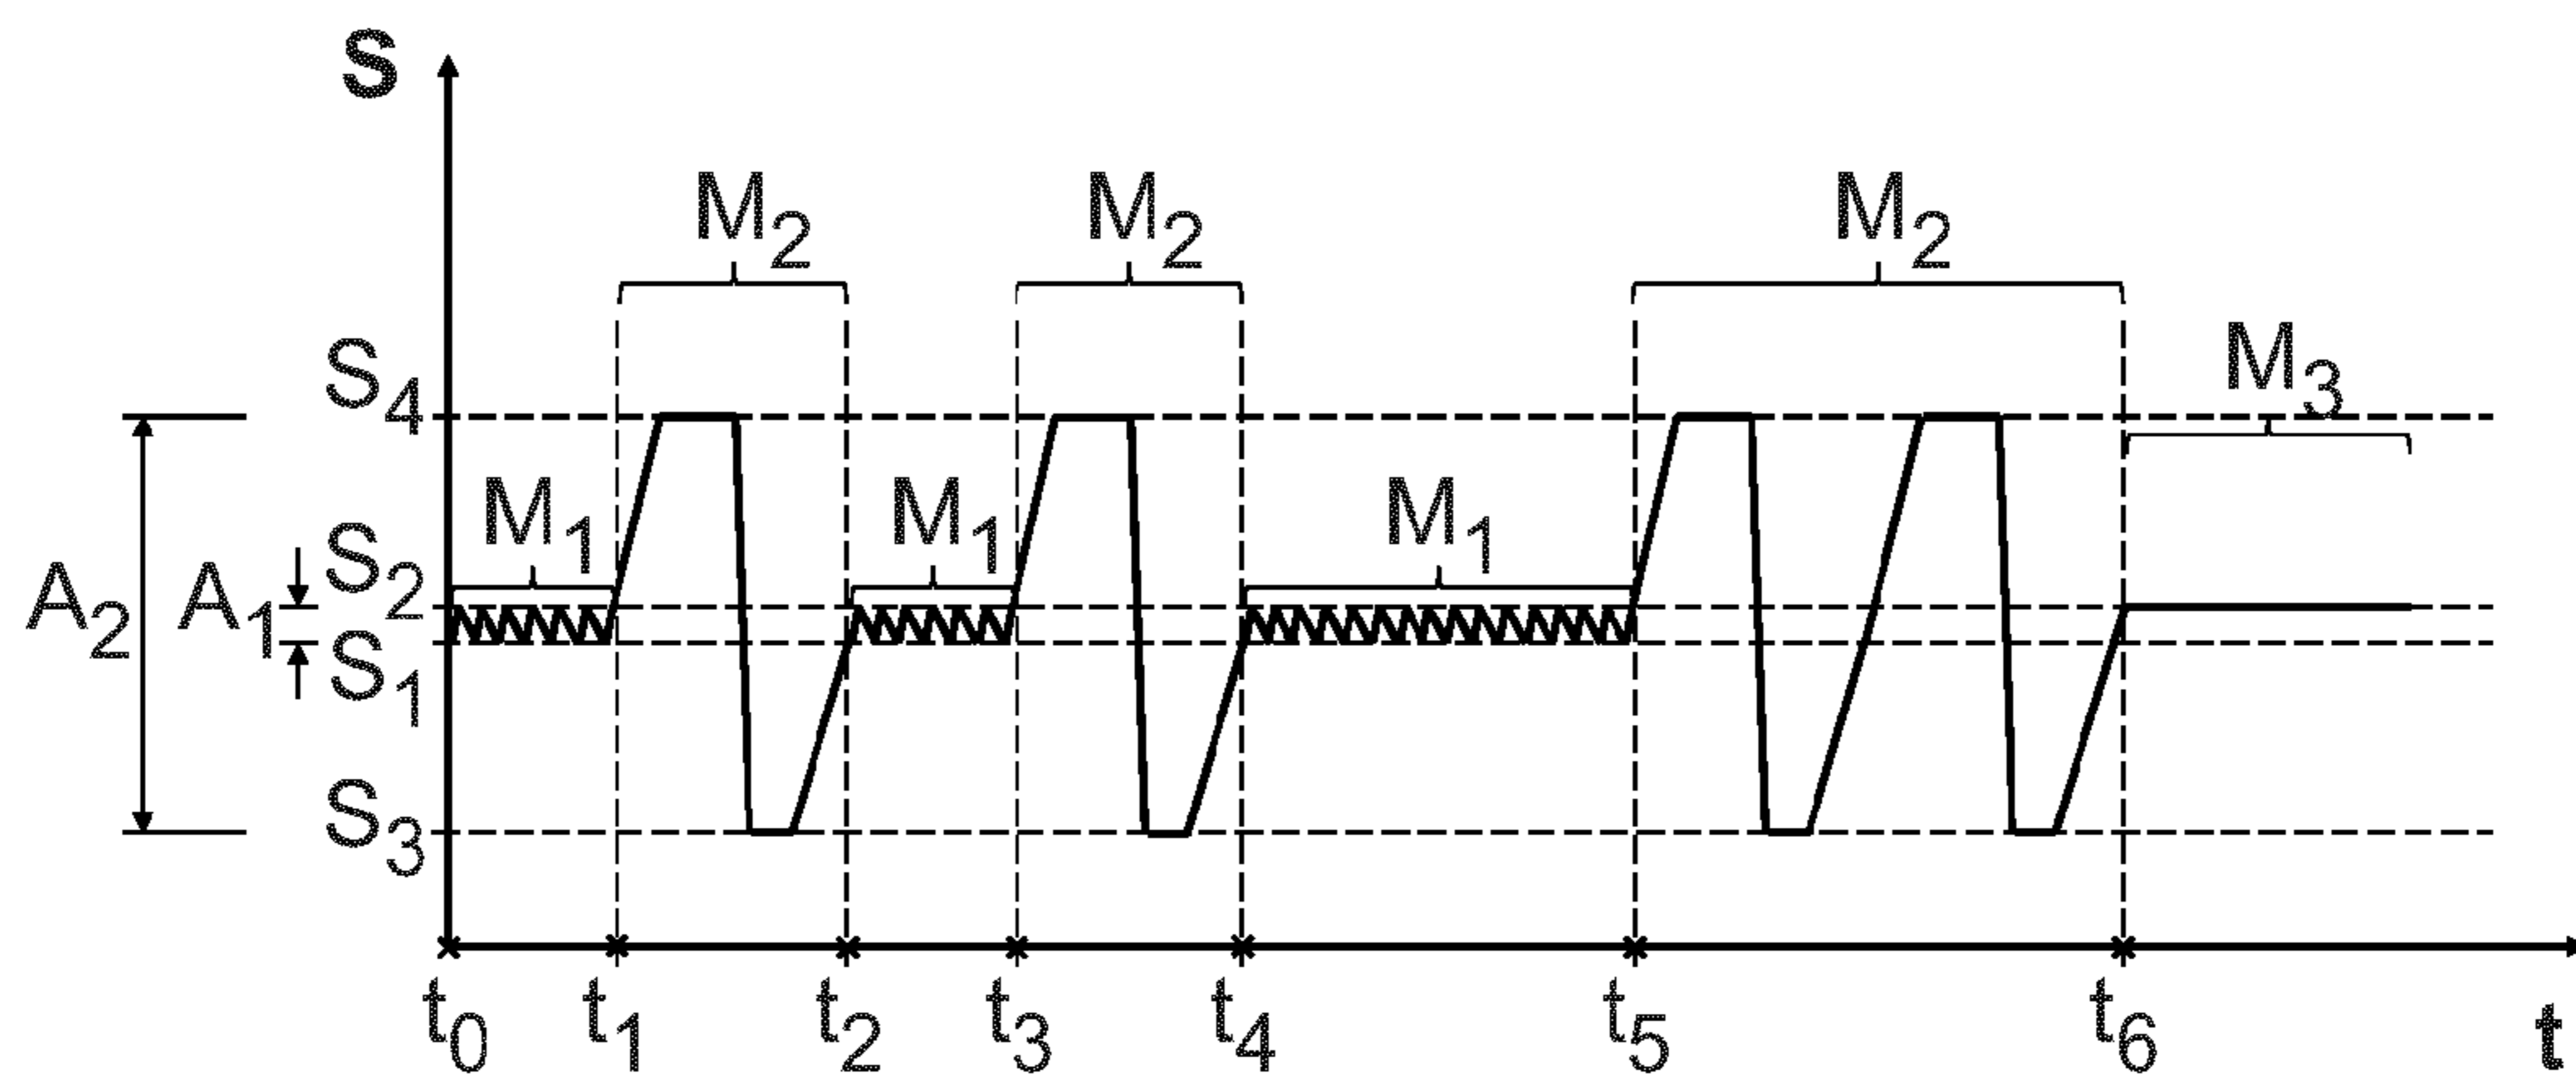 S
M₂ M₂ M₂
M₃
S₄
M₁ M₁ M₁
S₂
A₂ A₁
S₁
S₃
t₀ t₁ t₂ t₃ t₄ t₅ t₆ t